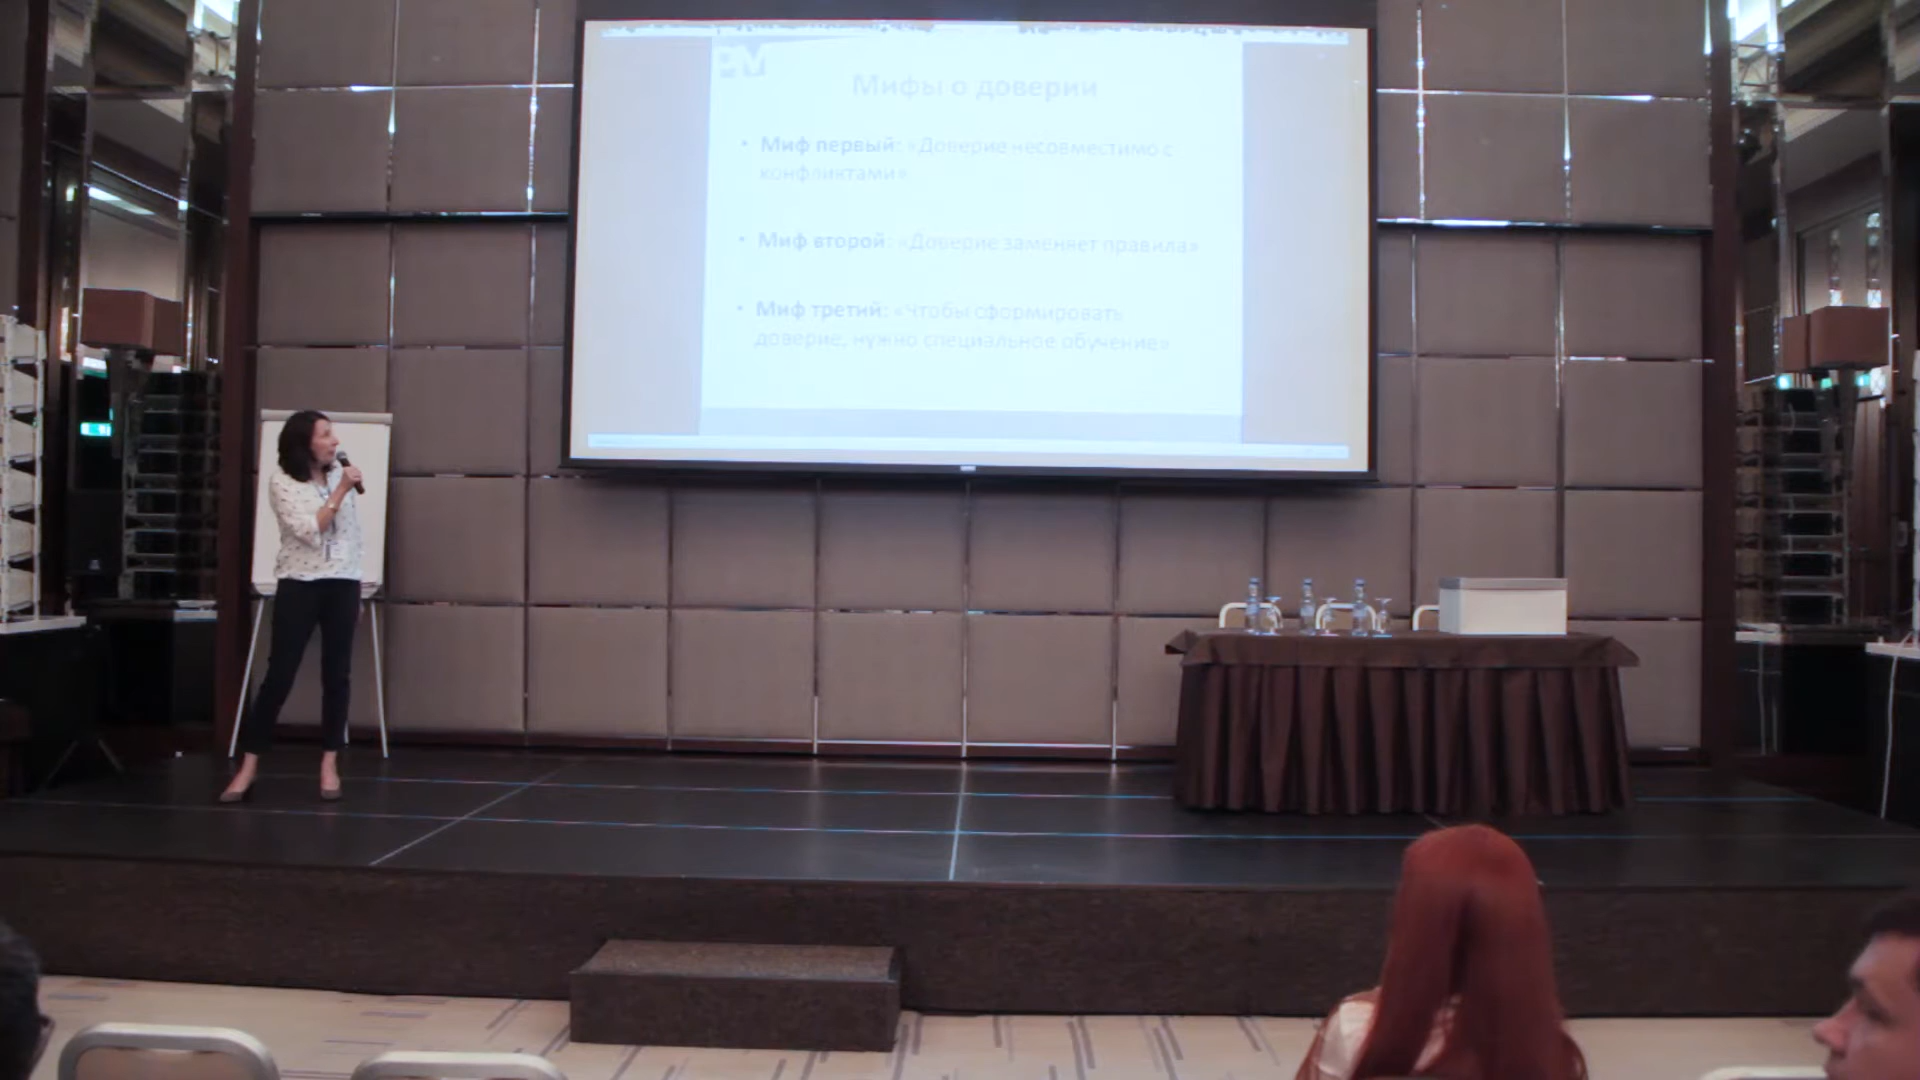 Мифы о доверии
• Миф первый: «Доверие несовместимо с
конфликтами»
• Миф второй: «Доверие заменяет правила»
• Миф третий: «Чтобы сформировать
доверие, нужно специальное обучение»